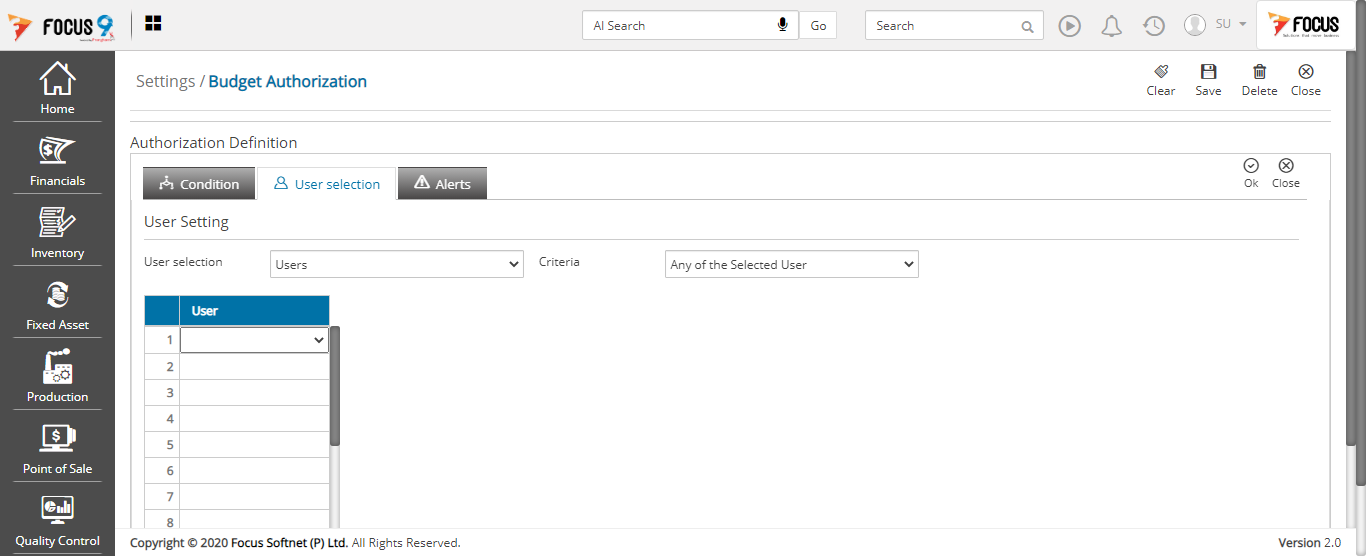 FOCUS 9
AI Search
Go
Search
SU
FOCUS
Home
Financials
Inventory
Fixed Asset
Production
Point of Sale
Quality Control
Settings / Budget Authorization
Clear
Save
Delete
Close
Authorization Definition
Condition
User selection
Alerts
Ok
Close
User Setting
User selection
Users
Criteria
Any of the Selected User
User
1
2
3
4
5
6
7
8
Copyright © 2020 Focus Softnet (P) Ltd. All Rights Reserved.
Version 2.0